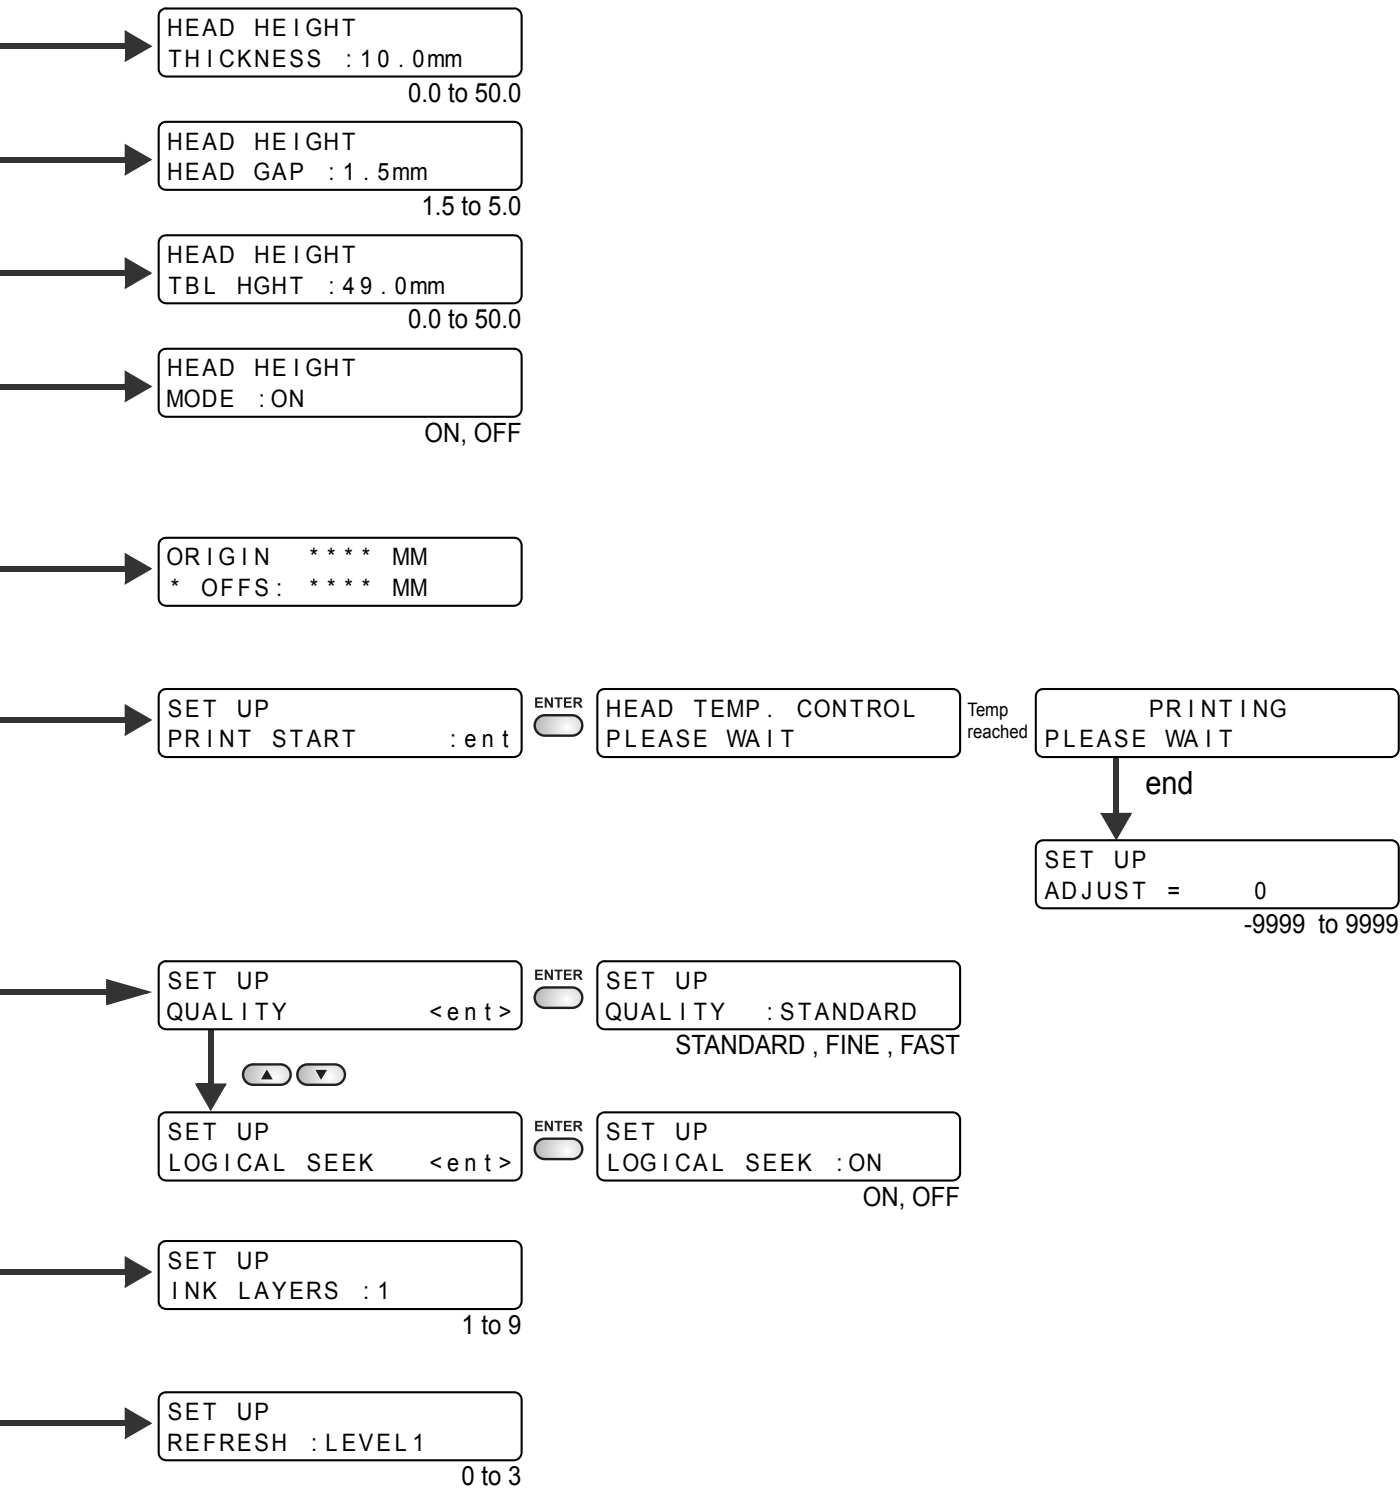 HEAD HEIGHT
THICKNESS :10.0mm
0.0 to 50.0
HEAD HEIGHT
HEAD GAP :1.5mm
1.5 to 5.0
HEAD HEIGHT
TBL HGHT :49.0mm
0.0 to 50.0
HEAD HEIGHT
MODE :ON
ON, OFF
ORIGIN **** MM
* OFFS: **** MM
SET UP
PRINT START :ent
ENTER
HEAD TEMP. CONTROL
PLEASE WAIT
Temp
reached
PRINTING
PLEASE WAIT
end
SET UP
ADJUST = 0
-9999 to 9999
SET UP
QUALITY <ent>
ENTER
SET UP
QUALITY :STANDARD
STANDARD , FINE , FAST
SET UP
LOGICAL SEEK <ent>
ENTER
SET UP
LOGICAL SEEK :ON
ON, OFF
SET UP
INK LAYERS :1
1 to 9
SET UP
REFRESH :LEVEL1
0 to 3